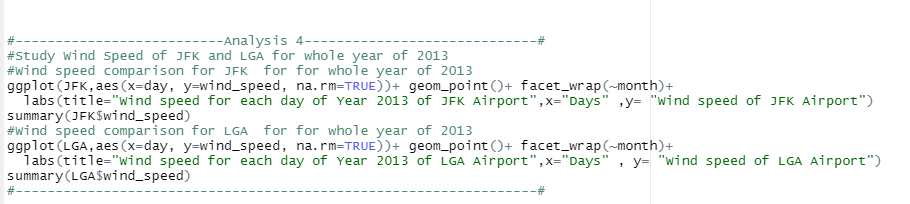 #--------------------------Analysis 4-----------------------------#
#Study Wind Speed of JFK and LGA for whole year of 2013
#Wind speed comparison for JFK  for for whole year of 2013
ggplot(JFK,aes(x=day, y=wind_speed, na.rm=TRUE))+ geom_point()+ facet_wrap(~month)+
  labs(title="Wind speed for each day of Year 2013 of JFK Airport",x="Days" ,y= "Wind speed of JFK Airport")
summary(JFK$wind_speed)
#Wind speed comparison for LGA  for for whole year of 2013
ggplot(LGA,aes(x=day, y=wind_speed, na.rm=TRUE))+ geom_point()+ facet_wrap(~month)+
  labs(title="Wind speed for each day of Year 2013 of LGA Airport",x="Days" , y= "Wind speed of LGA Airport")
summary(LGA$wind_speed)
#-----------------------------------------------------------------#